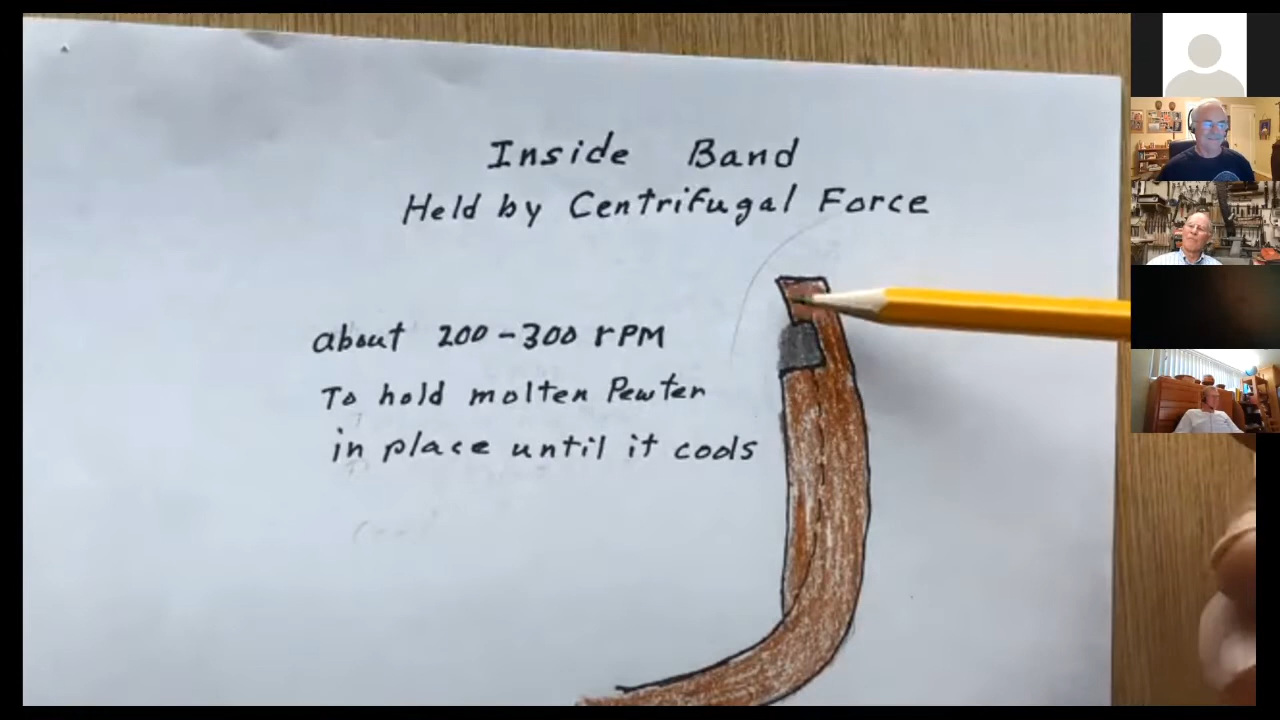 Inside Band
Held by Centrifugal Force
about 200-300 rPM
To hold molten Pewter
in place until it cools